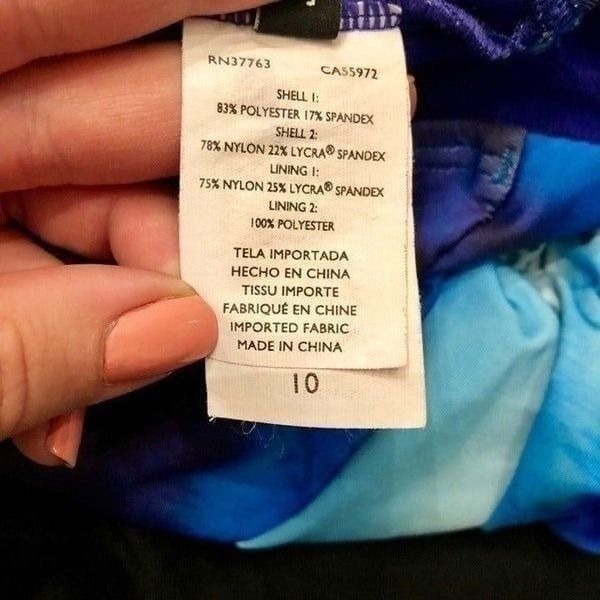 RN37763 CA55972
SHELL 1:
83% POLYESTER 17% SPANDEX
SHELL 2:
78% NYLON 22% LYCRA® SPANDEX
LINING 1:
75% NYLON 25% LYCRA® SPANDEX
LINING 2:
100% POLYESTER
TELA IMPORTADA
HECHO EN CHINA
TISSU IMPORTE
FABRIQUÉ EN CHINE
IMPORTED FABRIC
MADE IN CHINA
10